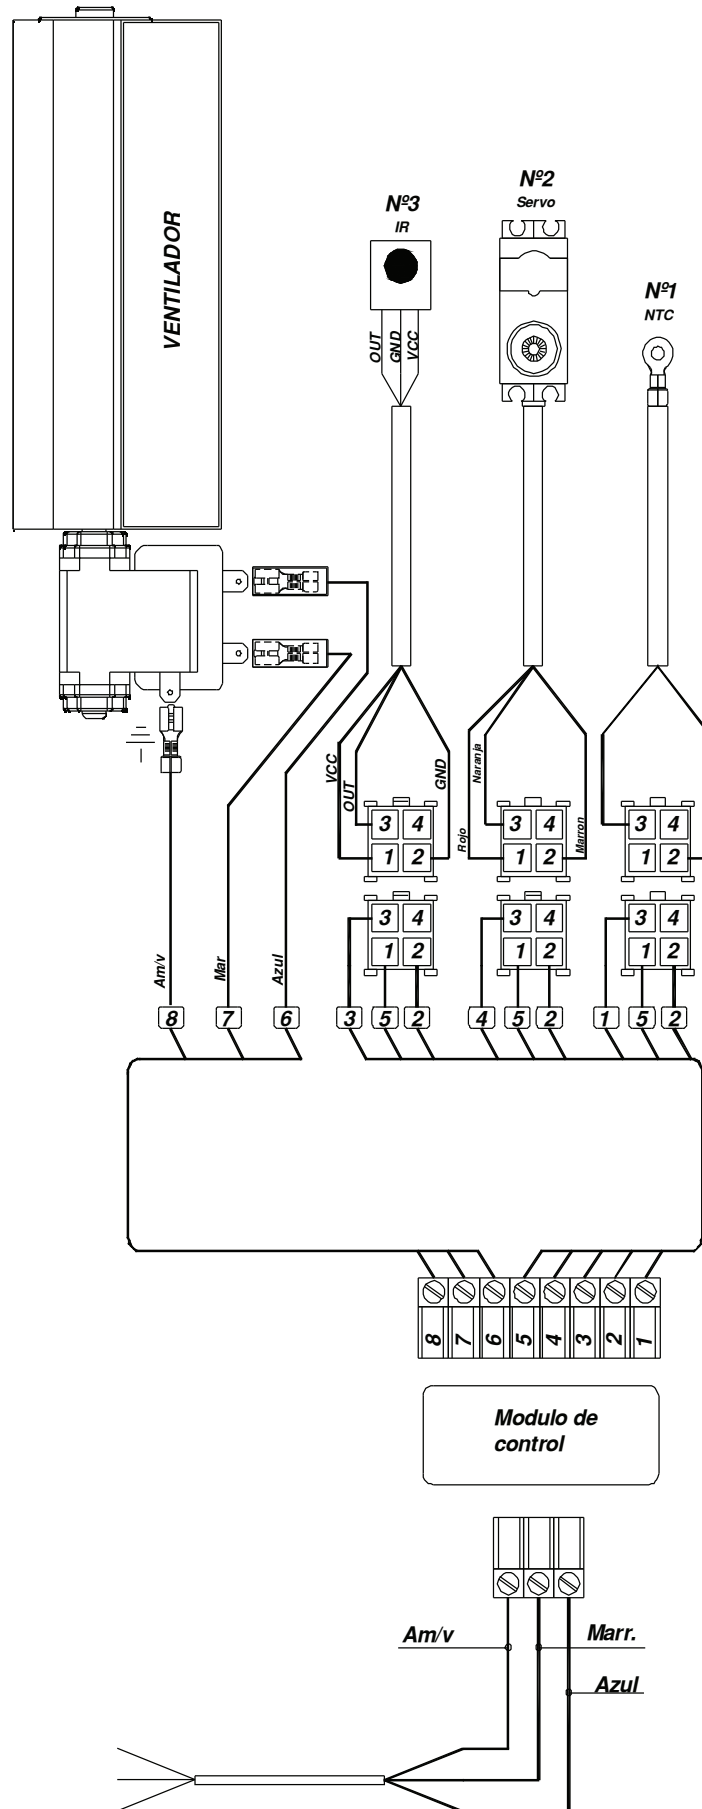 Nº2
Servo
Nº3
IR
Nº1
NTC
VENTILADOR
OUT
GND
VCC
VCC
OUT
GND
Rojo
Naranja
Marron
3 4
1 2
3 4
1 2
3 4
1 2
3 4
1 2
3 4
1 2
3 4
1 2
Am/v
Mar
Azul
8 7 6 3 5 2 4 5 2 1 5 2
8 7 6 5 4 3 2 1
Modulo de
control
Am/v
Marr.
Azul